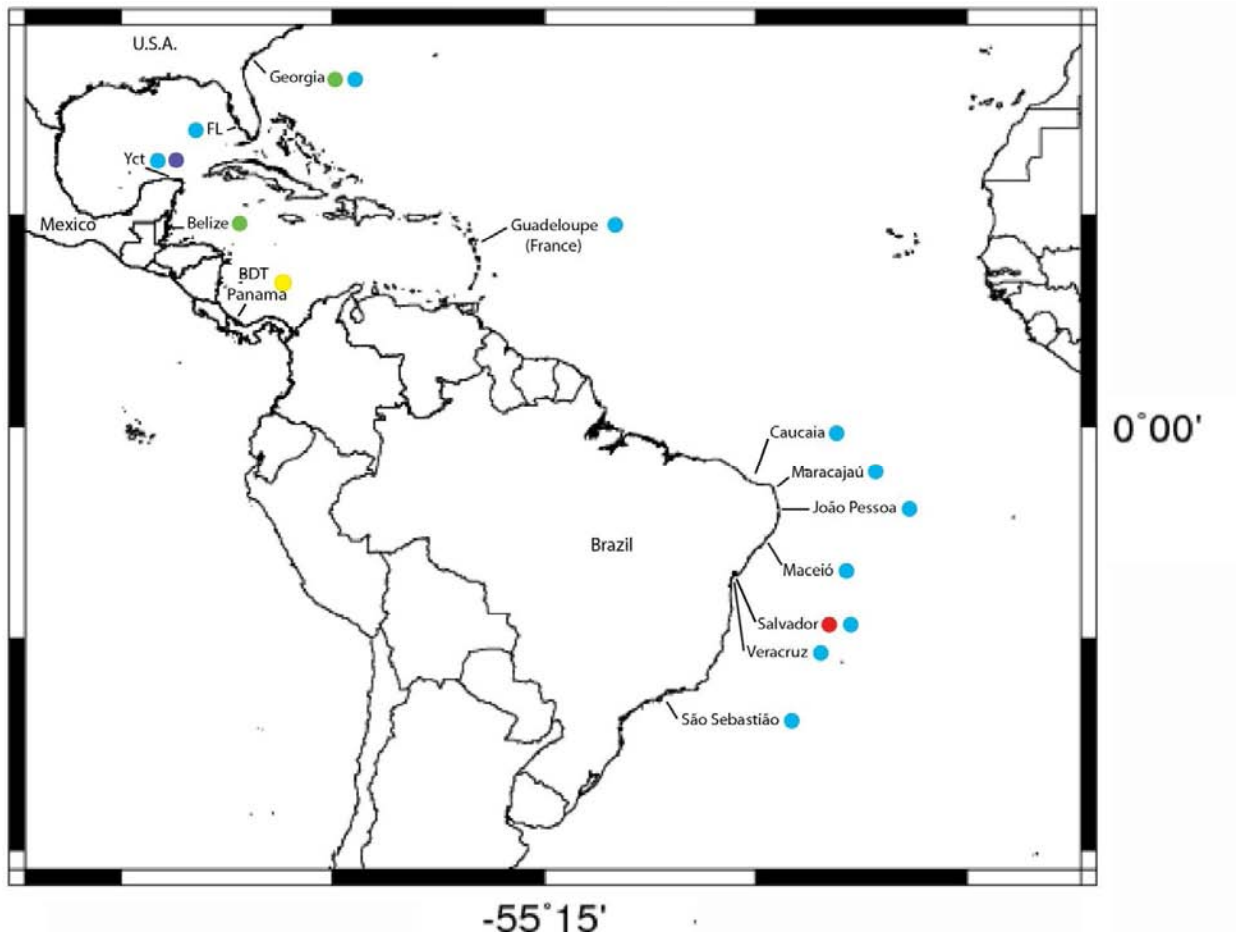 U.S.A.
Georgia
FL
Yct
Mexico
Belize
Guadeloupe
(France)
BDT
Panama
0°00'
Caucaia
Maracajaú
João Pessoa
Brazil
Maceió
Salvador
Veracruz
São Sebastião
-55°15'